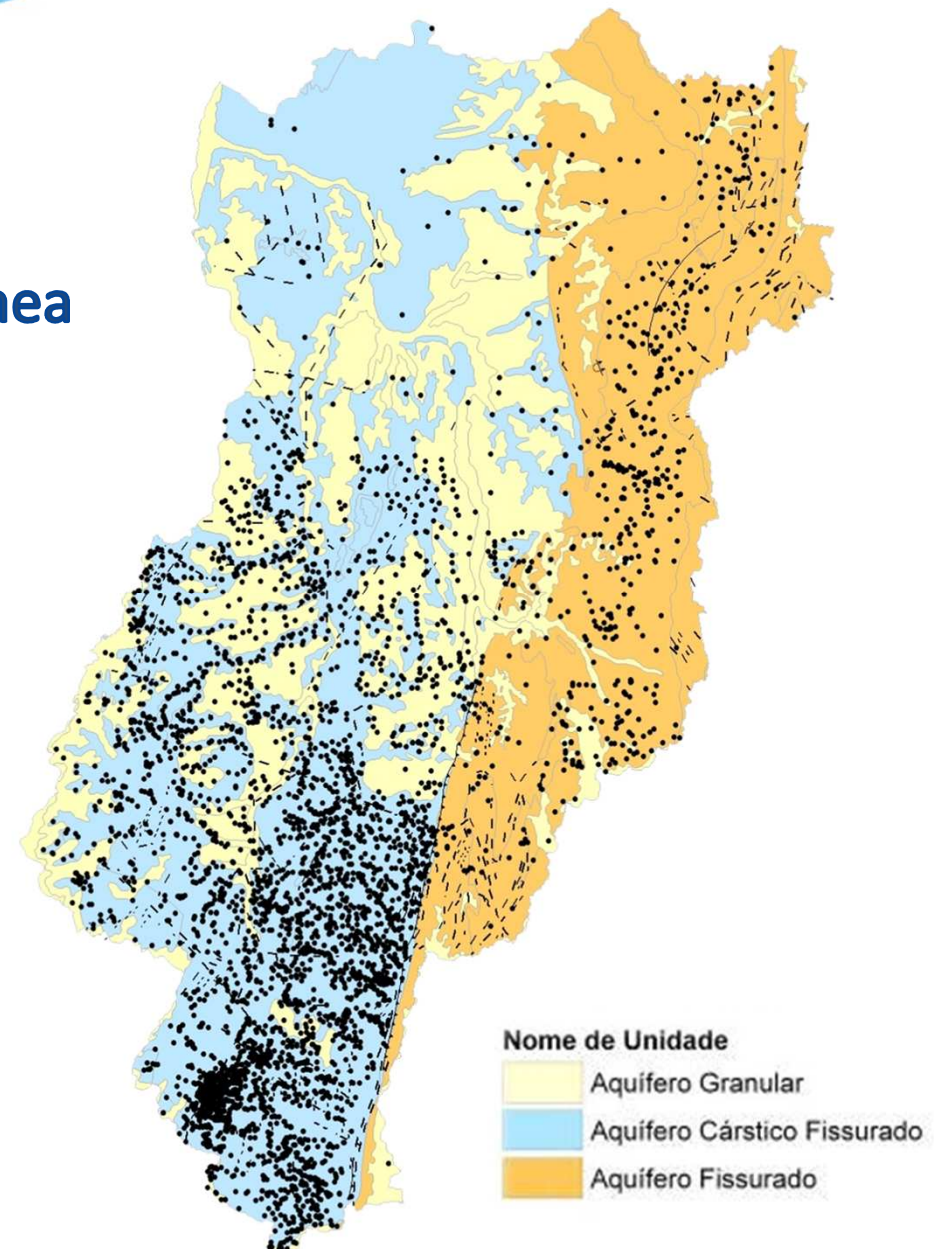 nea
Nome de Unidade
Aquífero Granular
Aquífero Cárstico Fissurado
Aquífero Fissurado